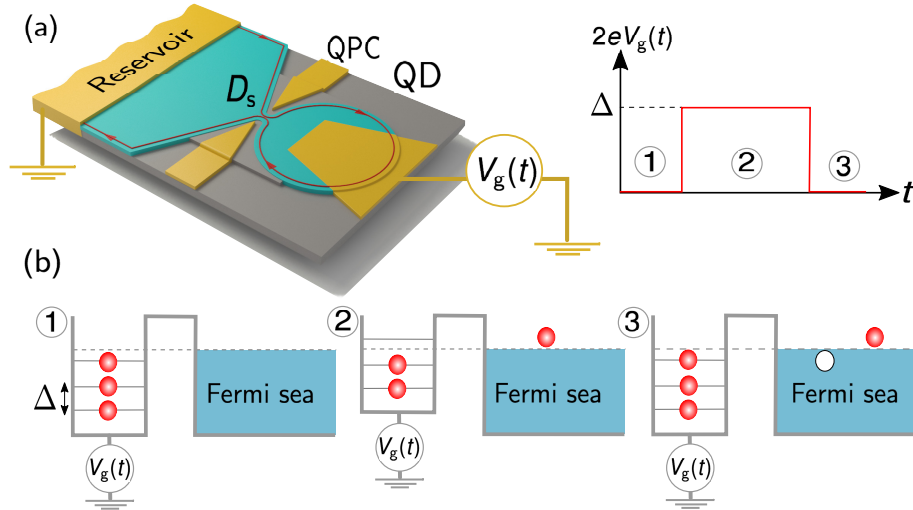 (a)
Reservoir
QPC
QD
Dₛ
V_g(t)
2eV_g(t)
Δ
1
2
3
t
(b)
1
2
3
Δ
Fermi sea
Fermi sea
Fermi sea
V_g(t)
V_g(t)
V_g(t)